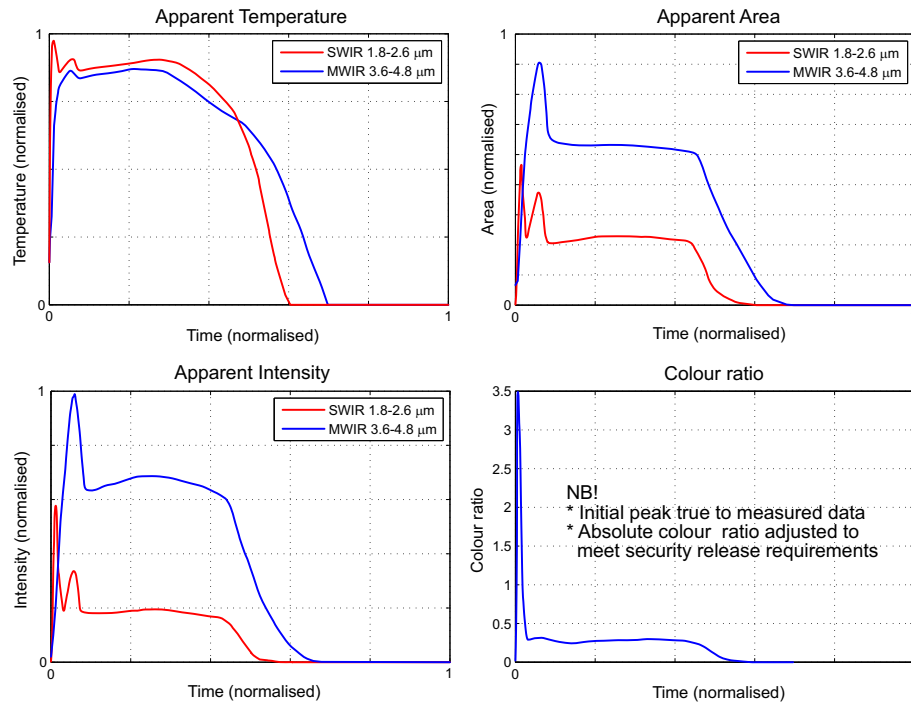 Apparent Temperature
1
SWIR 1.8-2.6 μm
MWIR 3.6-4.8 μm
Temperature (normalised)
0
0
1
Time (normalised)
Apparent Area
1
SWIR 1.8-2.6 μm
MWIR 3.6-4.8 μm
Area (normalised)
0
0
Time (normalised)
Apparent Intensity
1
SWIR 1.8-2.6 μm
MWIR 3.6-4.8 μm
Intensity (normalised)
0
0
1
Time (normalised)
Colour ratio
3.5
3
2.5
2
1.5
1
0.5
0
Colour ratio
NB!
* Initial peak true to measured data
* Absolute colour ratio adjusted to
meet security release requirements
0
Time (normalised)